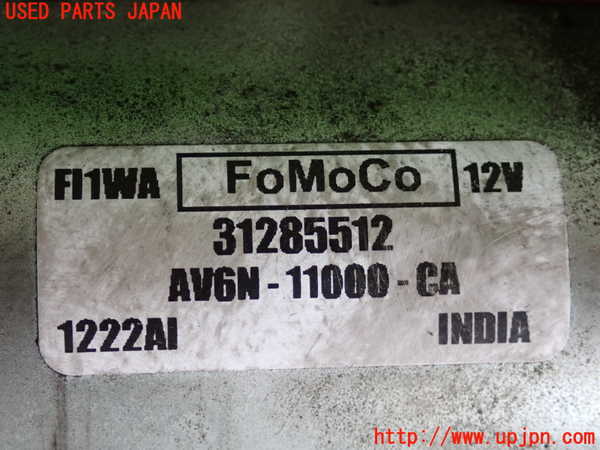 USED PARTS JAPAN
FI1WA FoMoCo 12V
31285512
AV6N - 11000 - CA
1222AI INDIA
http://www.upjpn.com